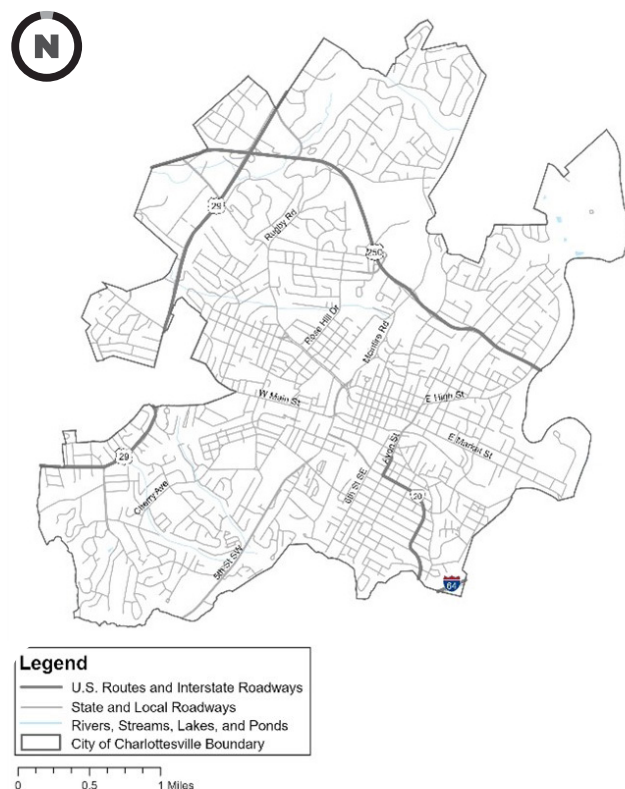 N
29
Rugby Rd
250
Rose Hill Dr
McIntire Rd
W Main St
E High St
Avon St
E Market St
29
6th St SE
20
Cherry Ave
5th St SW
64
Legend
U.S. Routes and Interstate Roadways
State and Local Roadways
Rivers, Streams, Lakes, and Ponds
City of Charlottesville Boundary
0 0.5 1 Miles